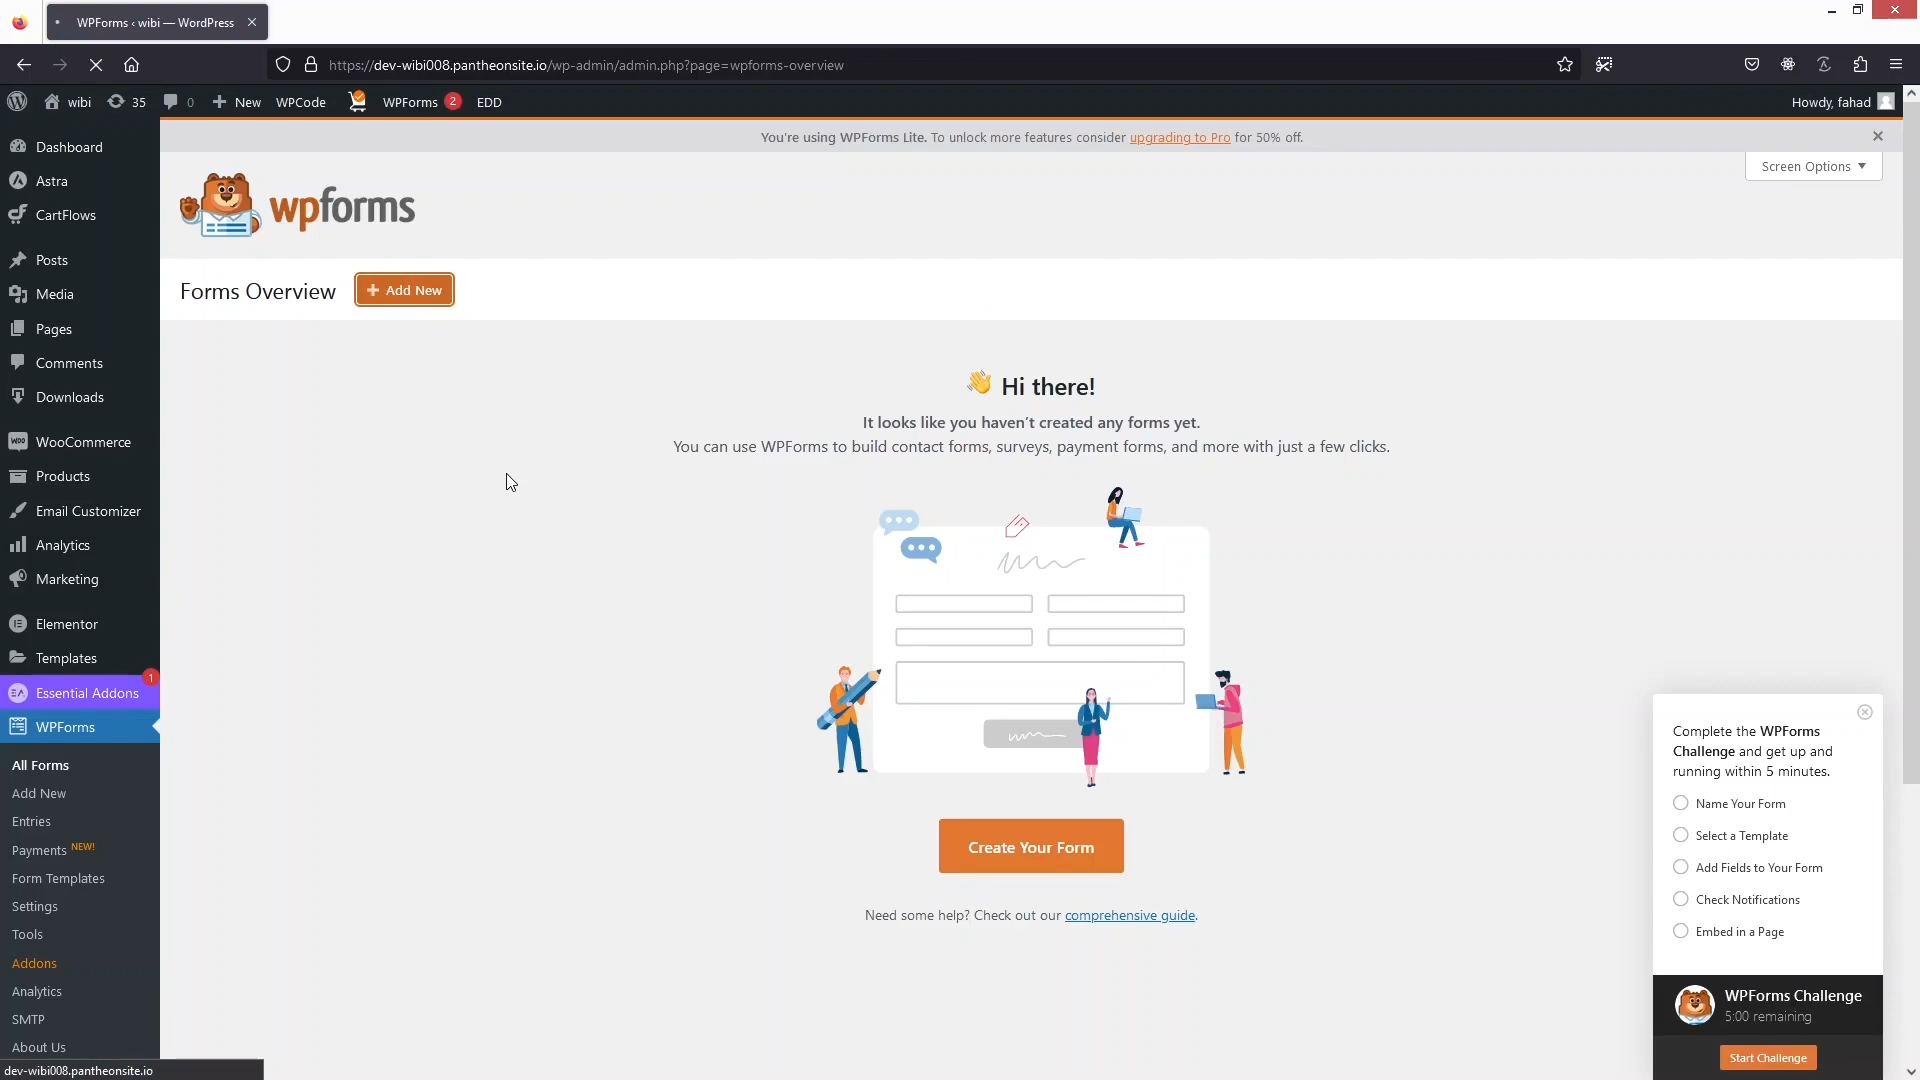 WPForms ‹ wibi — WordPress
https://dev-wibi008.pantheonsite.io/wp-admin/admin.php?page=wpforms-overview
wibi 35 0 New WPCode WPForms 2 EDD Howdy, fahad
You're using WPForms Lite. To unlock more features consider upgrading to Pro for 50% off.
Screen Options
wpforms
Forms Overview
Add New
Dashboard
Astra
CartFlows
Posts
Media
Pages
Comments
Downloads
WooCommerce
Products
Email Customizer
Analytics
Marketing
Elementor
Templates
Essential Addons 1
WPForms
All Forms
Add New
Entries
Payments NEW!
Form Templates
Settings
Tools
Addons
Analytics
SMTP
About Us
dev-wibi008.pantheonsite.io
Hi there!
It looks like you haven't created any forms yet.
You can use WPForms to build contact forms, surveys, payment forms, and more with just a few clicks.
Create Your Form
Need some help? Check out our comprehensive guide.
Complete the WPForms
Challenge and get up and
running within 5 minutes.
Name Your Form
Select a Template
Add Fields to Your Form
Check Notifications
Embed in a Page
WPForms Challenge
5:00 remaining
Start Challenge